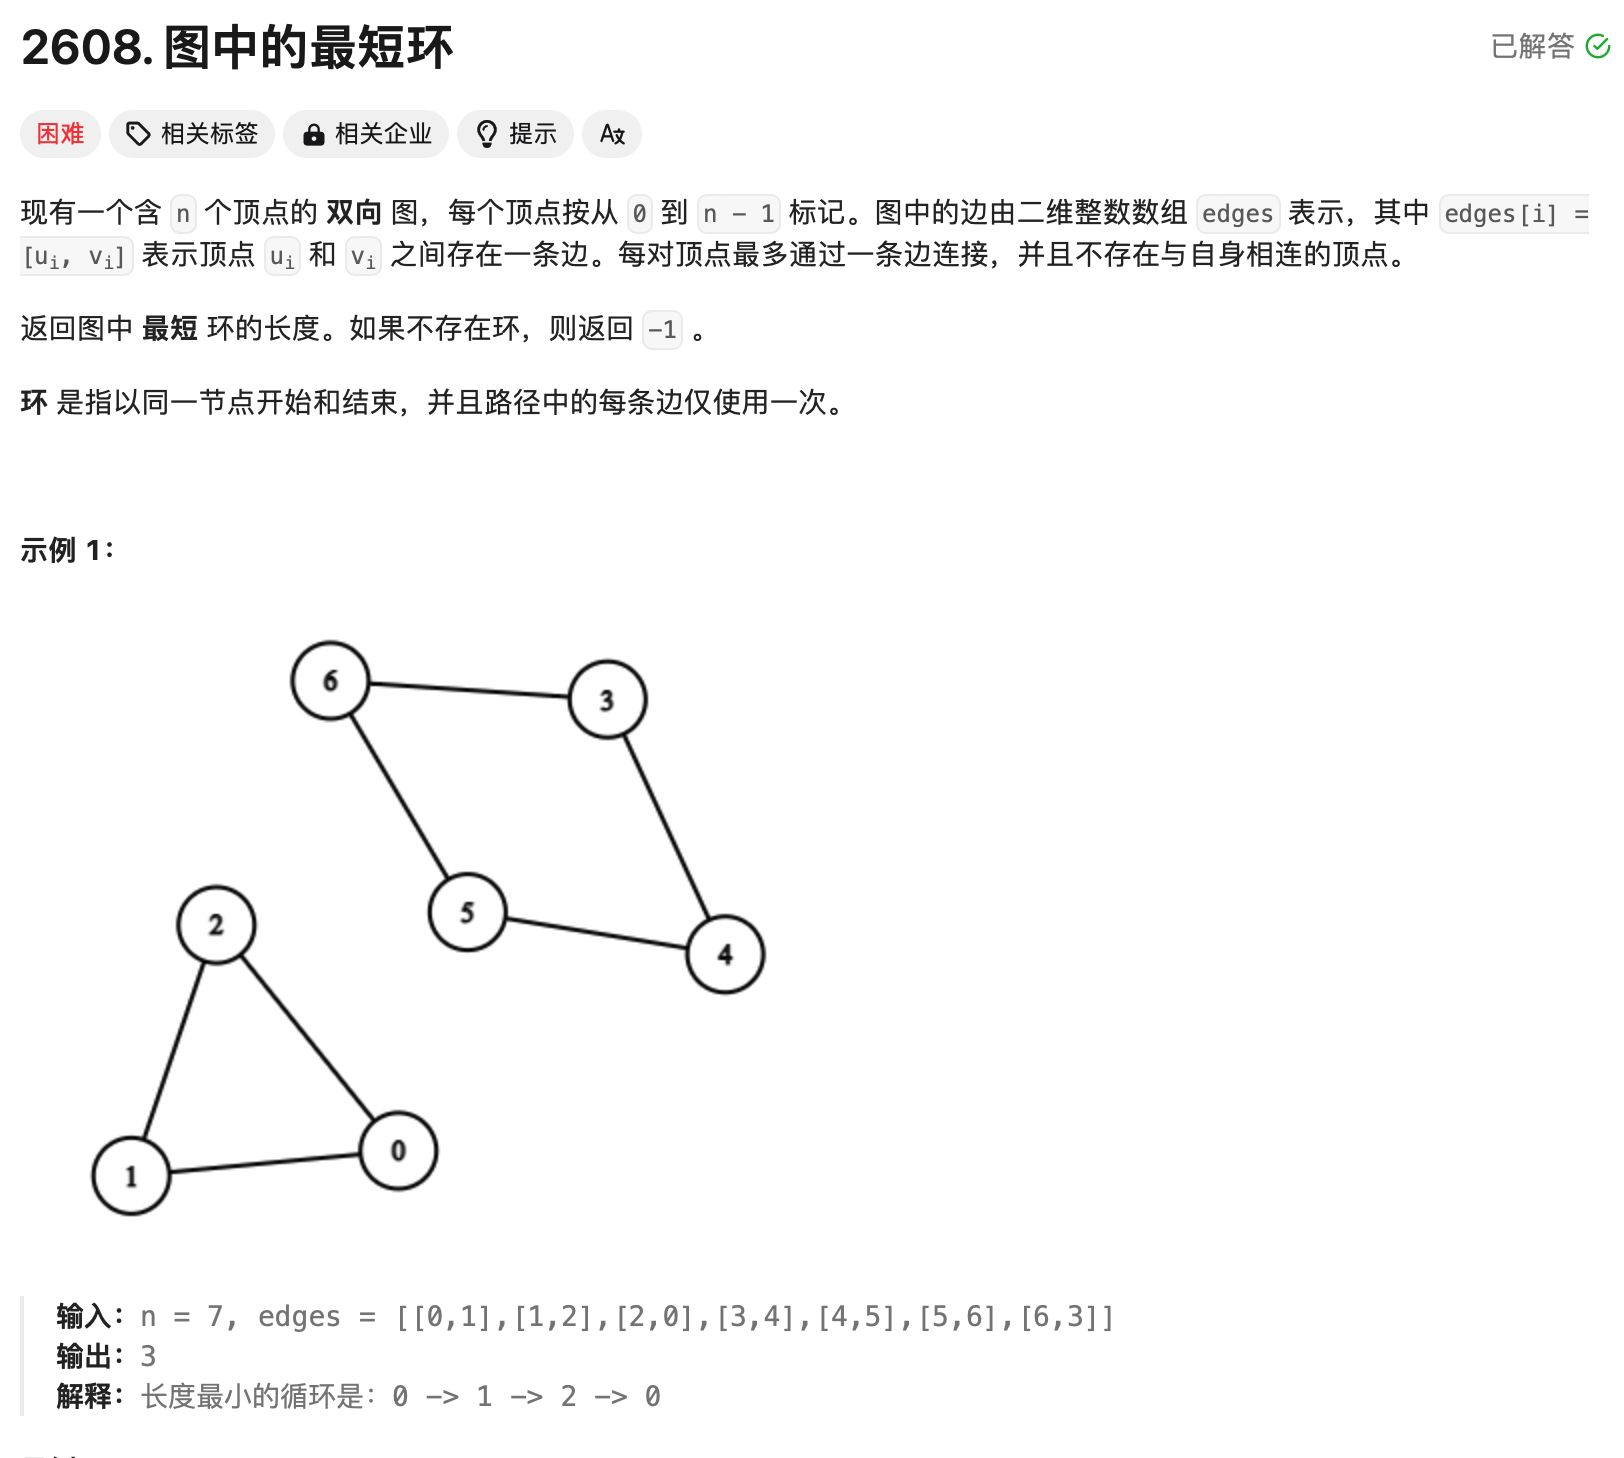 2608. 图中的最短环
已解答
困难 相关标签 相关企业 提示
现有一个含 n 个顶点的 双向 图，每个顶点按从 0 到 n - 1 标记。图中的边由二维整数数组 edges 表示，其中 edges[i] =
[uᵢ, vᵢ] 表示顶点 uᵢ 和 vᵢ 之间存在一条边。每对顶点最多通过一条边连接，并且不存在与自身相连的顶点。
返回图中 最短 环的长度。如果不存在环，则返回 -1 。
环 是指以同一节点开始和结束，并且路径中的每条边仅使用一次。
示例 1：
6
3
2
5
4
1
0
输入：n = 7, edges = [[0,1],[1,2],[2,0],[3,4],[4,5],[5,6],[6,3]]
输出：3
解释：长度最小的循环是：0 -> 1 -> 2 -> 0